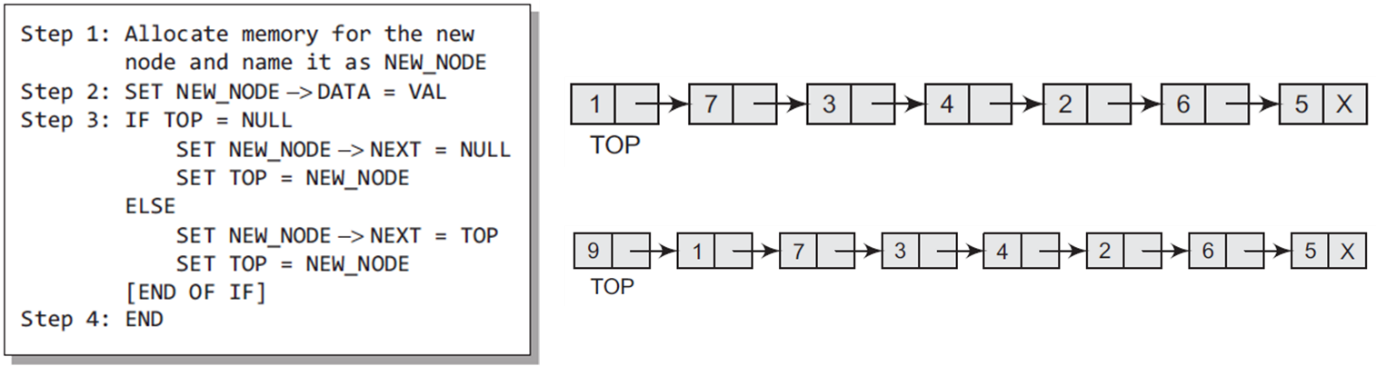 Step 1: Allocate memory for the new
node and name it as NEW_NODE
Step 2: SET NEW_NODE —> DATA = VAL
Step 3: IF TOP = NULL
SET NEW_NODE —> NEXT = NULL
SET TOP = NEW_NODE
ELSE
SET NEW_NODE —> NEXT = TOP
SET TOP = NEW_NODE
[END OF IF]
Step 4: END
1 7 3 4 2 6 5 X
TOP
9 1 7 3 4 2 6 5 X
TOP